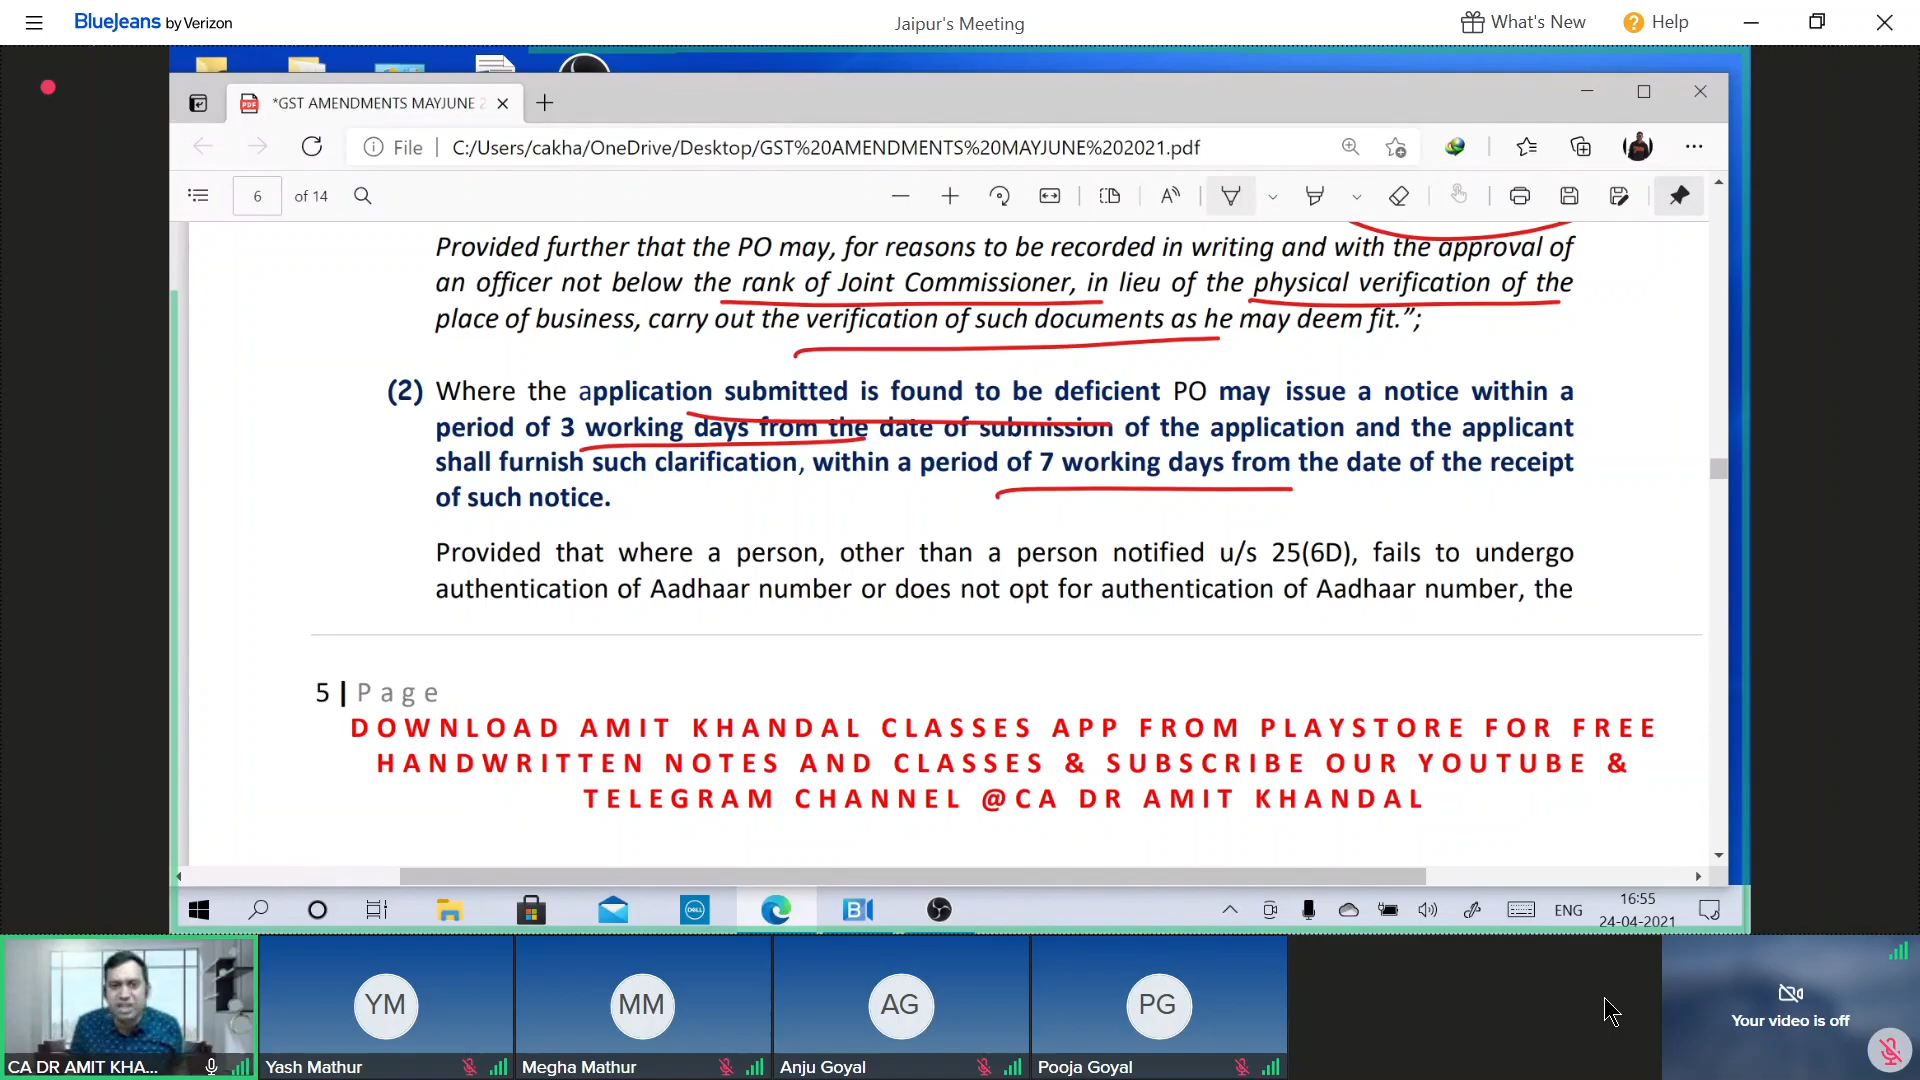 BlueJeans by Verizon
Jaipur's Meeting
What's New
Help
*GST AMENDMENTS MAYJUNE 2
File
C:/Users/cakha/OneDrive/Desktop/GST%20AMENDMENTS%20MAYJUNE%202021.pdf
6 of 14
Provided further that the PO may, for reasons to be recorded in writing and with the approval of
an officer not below the rank of Joint Commissioner, in lieu of the physical verification of the
place of business, carry out the verification of such documents as he may deem fit.”;
(2) Where the application submitted is found to be deficient PO may issue a notice within a
period of 3 working days from the date of submission of the application and the applicant
shall furnish such clarification, within a period of 7 working days from the date of the receipt
of such notice.
Provided that where a person, other than a person notified u/s 25(6D), fails to undergo
authentication of Aadhaar number or does not opt for authentication of Aadhaar number, the
5 | Page
DOWNLOAD AMIT KHANDAL CLASSES APP FROM PLAYSTORE FOR FREE
HANDWRITTEN NOTES AND CLASSES & SUBSCRIBE OUR YOUTUBE &
TELEGRAM CHANNEL @CA DR AMIT KHANDAL
DELL
ENG
16:55
24-04-2021
YM
MM
AG
PG
Your video is off
CA DR AMIT KHA...
Yash Mathur
Megha Mathur
Anju Goyal
Pooja Goyal